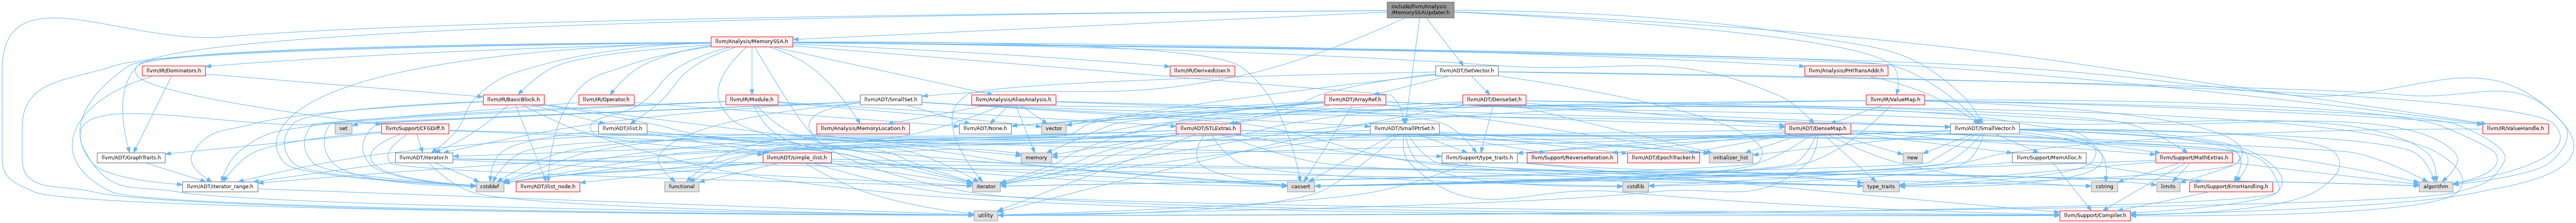 include/llvm/Analysis
/MemorySSAUpdater.h
llvm/Analysis/MemorySSA.h
llvm/IR/Dominators.h
llvm/IR/DerivedUser.h
llvm/ADT/SetVector.h
llvm/Analysis/PHITransAddr.h
llvm/IR/BasicBlock.h
llvm/IR/Operator.h
llvm/IR/Module.h
llvm/ADT/SmallSet.h
llvm/Analysis/AliasAnalysis.h
llvm/ADT/ArrayRef.h
llvm/ADT/DenseSet.h
llvm/IR/ValueMap.h
set
llvm/Support/CFGDiff.h
llvm/ADT/ilist.h
llvm/Analysis/MemoryLocation.h
llvm/ADT/None.h
vector
llvm/ADT/STLExtras.h
llvm/ADT/SmallPtrSet.h
llvm/ADT/DenseMap.h
llvm/ADT/SmallVector.h
llvm/IR/ValueHandle.h
llvm/ADT/GraphTraits.h
llvm/ADT/iterator.h
llvm/ADT/simple_ilist.h
memory
llvm/Support/type_traits.h
llvm/Support/ReverseIteration.h
llvm/ADT/EpochTracker.h
initializer_list
new
llvm/Support/MemAlloc.h
llvm/Support/MathExtras.h
llvm/ADT/iterator_range.h
cstddef
llvm/ADT/ilist_node.h
functional
iterator
cassert
cstdlib
type_traits
cstring
limits
llvm/Support/ErrorHandling.h
algorithm
utility
llvm/Support/Compiler.h